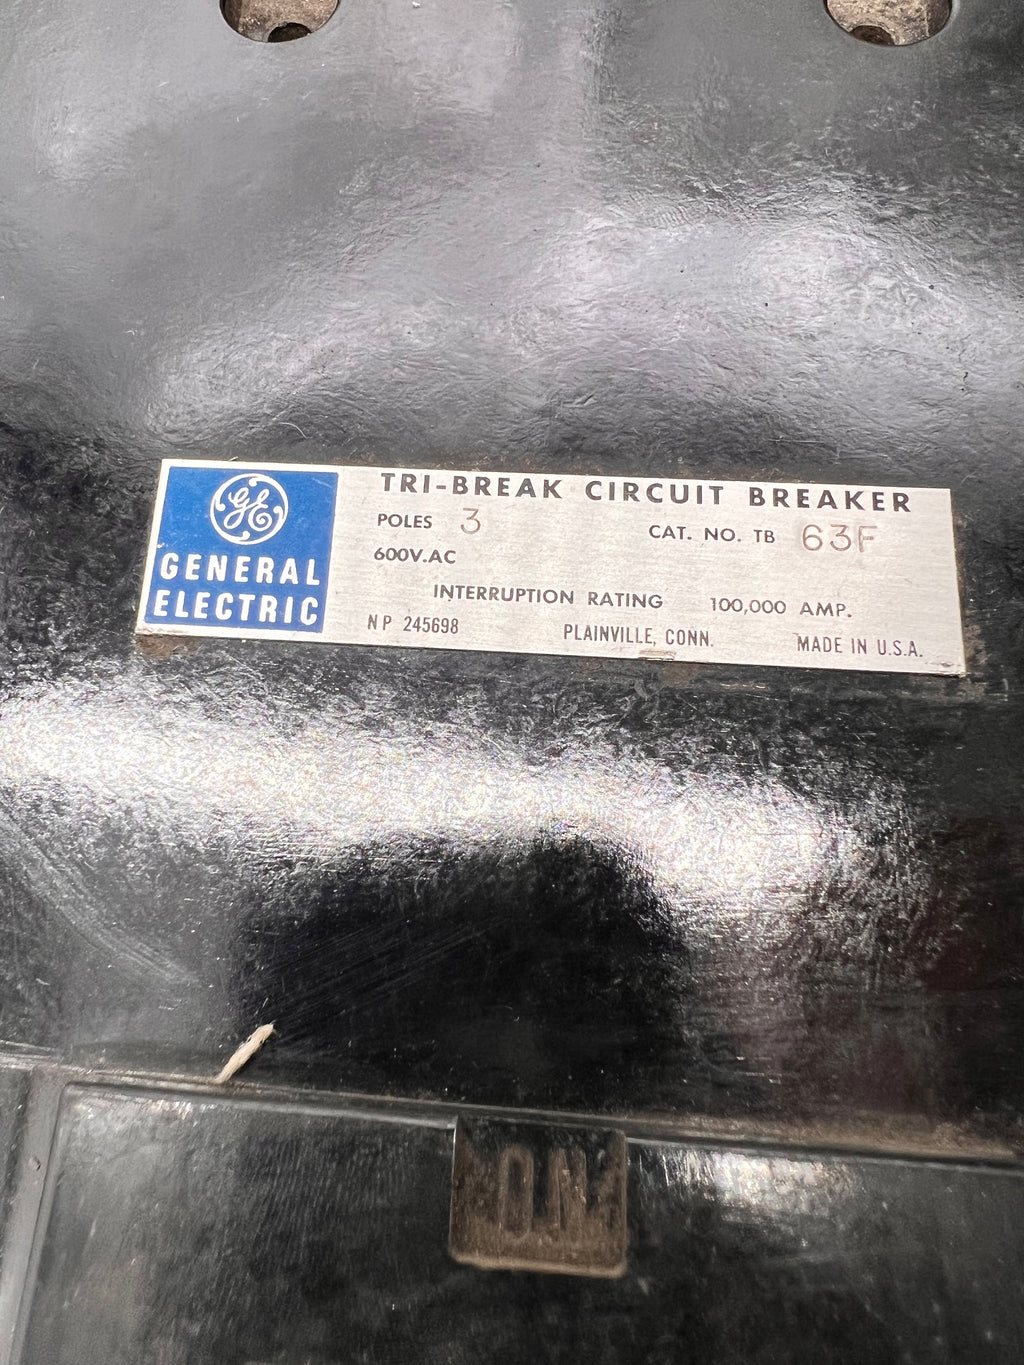 GE
GENERAL
ELECTRIC
TRI-BREAK CIRCUIT BREAKER
POLES 3 CAT. NO. TB 63F
600V.AC
INTERRUPTION RATING 100,000 AMP.
NP 245698 PLAINVILLE, CONN. MADE IN U.S.A.
ON